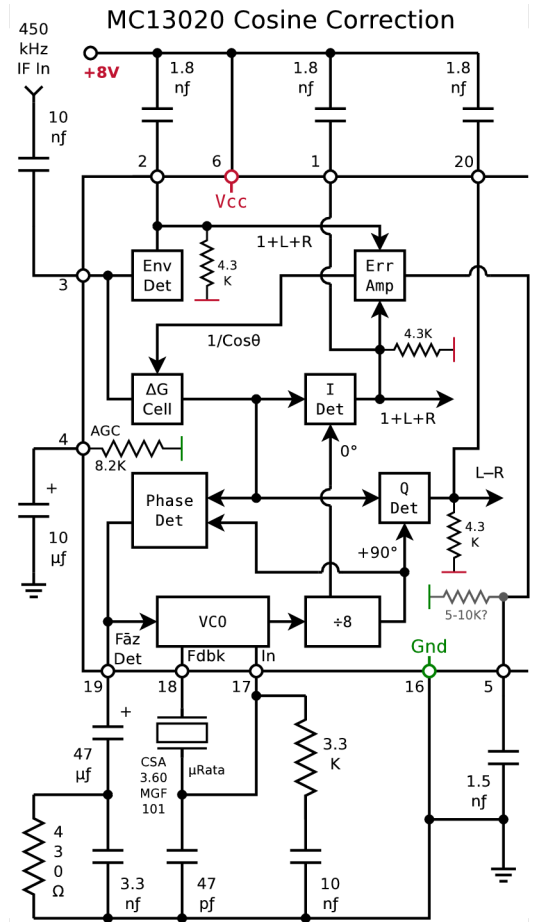 MC13020 Cosine Correction
450
kHz
IF In
+8V
1.8
nƒ
1.8
nƒ
1.8
nƒ
10
nƒ
2
6
1
20
Vcc
1+L+R
Env
Det
4.3
K
Err
Amp
3
1/Cosθ
4.3K
ΔG
Cell
I
Det
1+L+R
4
AGC
8.2K
0°
L−R
+
Phase
Det
Q
Det
10
µƒ
4.3
K
+90°
5-10K?
VCO
÷8
Fāz
Det
Fdbk
In
Gnd
19
18
17
16
5
+
47
µƒ
CSA
3.60
MGF
101
µRata
3.3
K
1.5
nƒ
4
3
0
Ω
3.3
nƒ
47
pƒ
10
nƒ